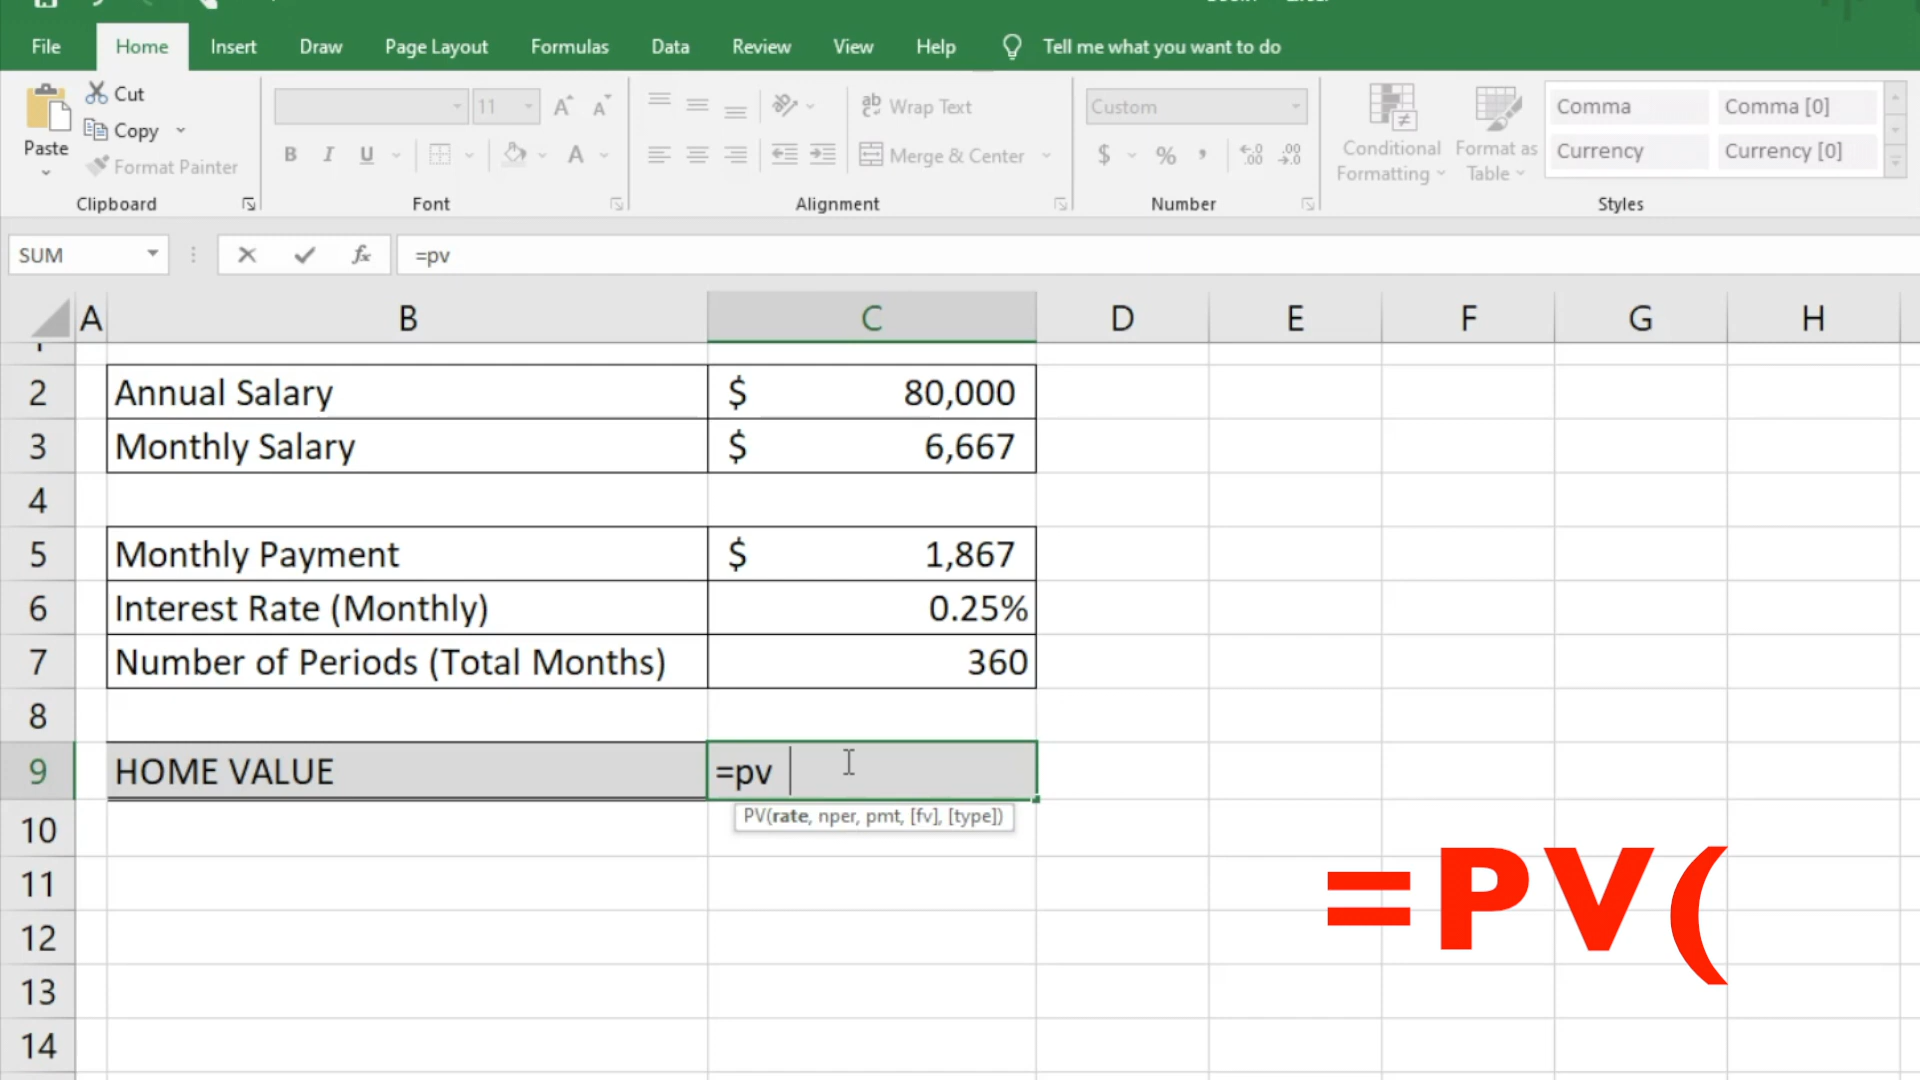 File Home Insert Draw Page Layout Formulas Data Review View Help Tell me what you want to do
Cut
Copy
Paste
Format Painter
Clipboard
11
B I U A
Font
Wrap Text
Merge & Center
Alignment
Custom
$ % ,
Number
Conditional Formatting
Format as Table
Comma Comma [0]
Currency Currency [0]
Styles
SUM fx =pv
A B C D E F G H
2 Annual Salary $ 80,000
3 Monthly Salary $ 6,667
4
5 Monthly Payment $ 1,867
6 Interest Rate (Monthly) 0.25%
7 Number of Periods (Total Months) 360
8
9 HOME VALUE =pv
PV(rate, nper, pmt, [fv], [type])
10
11
12
13
14
=PV(